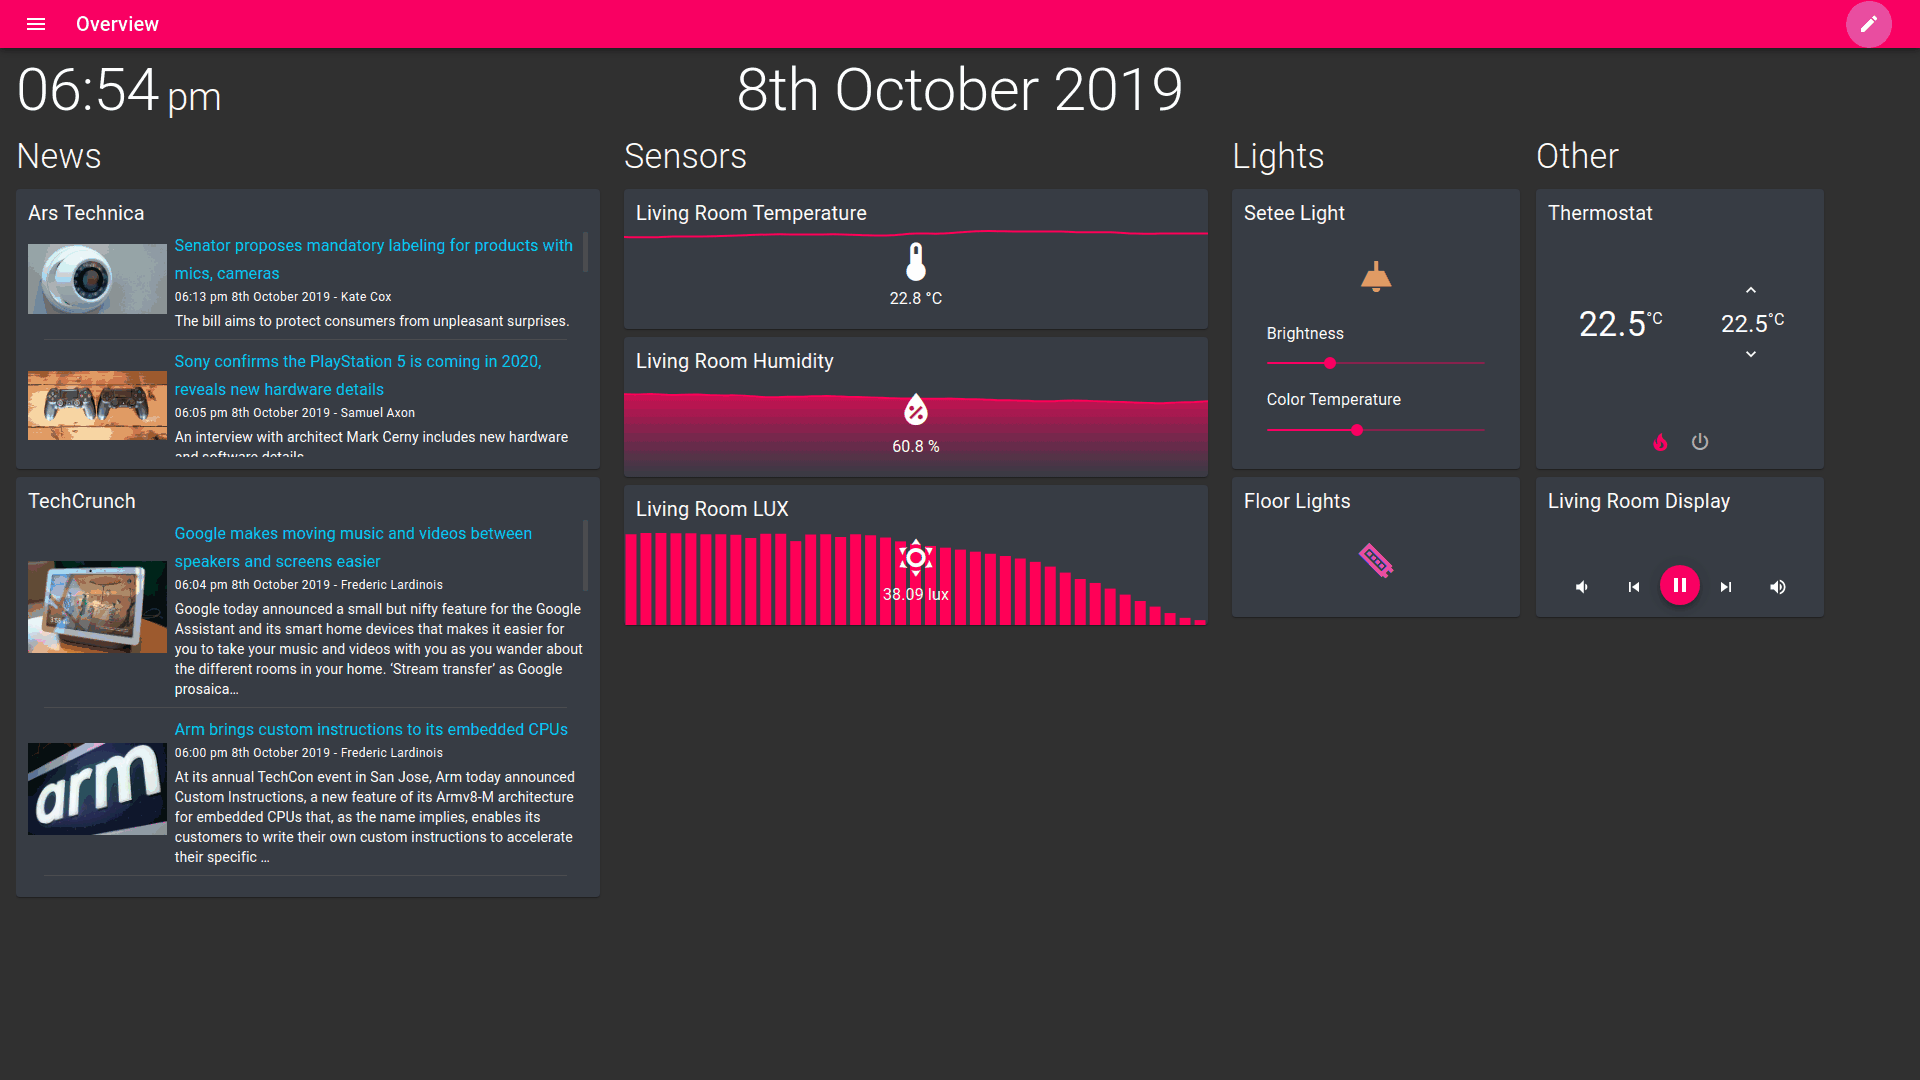 Overview
06:54 pm
8th October 2019
News
Ars Technica
Senator proposes mandatory labeling for products with
mics, cameras
06:13 pm 8th October 2019 - Kate Cox
The bill aims to protect consumers from unpleasant surprises.
Sony confirms the PlayStation 5 is coming in 2020,
reveals new hardware details
06:05 pm 8th October 2019 - Samuel Axon
An interview with architect Mark Cerny includes new hardware
and software details
TechCrunch
Google makes moving music and videos between
speakers and screens easier
06:04 pm 8th October 2019 - Frederic Lardinois
Google today announced a small but nifty feature for the Google
Assistant and its smart home devices that makes it easier for
you to take your music and videos with you as you wander about
the different rooms in your home. ‘Stream transfer’ as Google
prosaica…
arm
Arm brings custom instructions to its embedded CPUs
06:00 pm 8th October 2019 - Frederic Lardinois
At its annual TechCon event in San Jose, Arm today announced
Custom Instructions, a new feature of its Armv8-M architecture
for embedded CPUs that, as the name implies, enables its
customers to write their own custom instructions to accelerate
their specific …
Sensors
Living Room Temperature
22.8 °C
Living Room Humidity
60.8 %
Living Room LUX
38.09 lux
Lights
Setee Light
Brightness
Color Temperature
Floor Lights
Other
Thermostat
22.5°C
22.5°C
Living Room Display